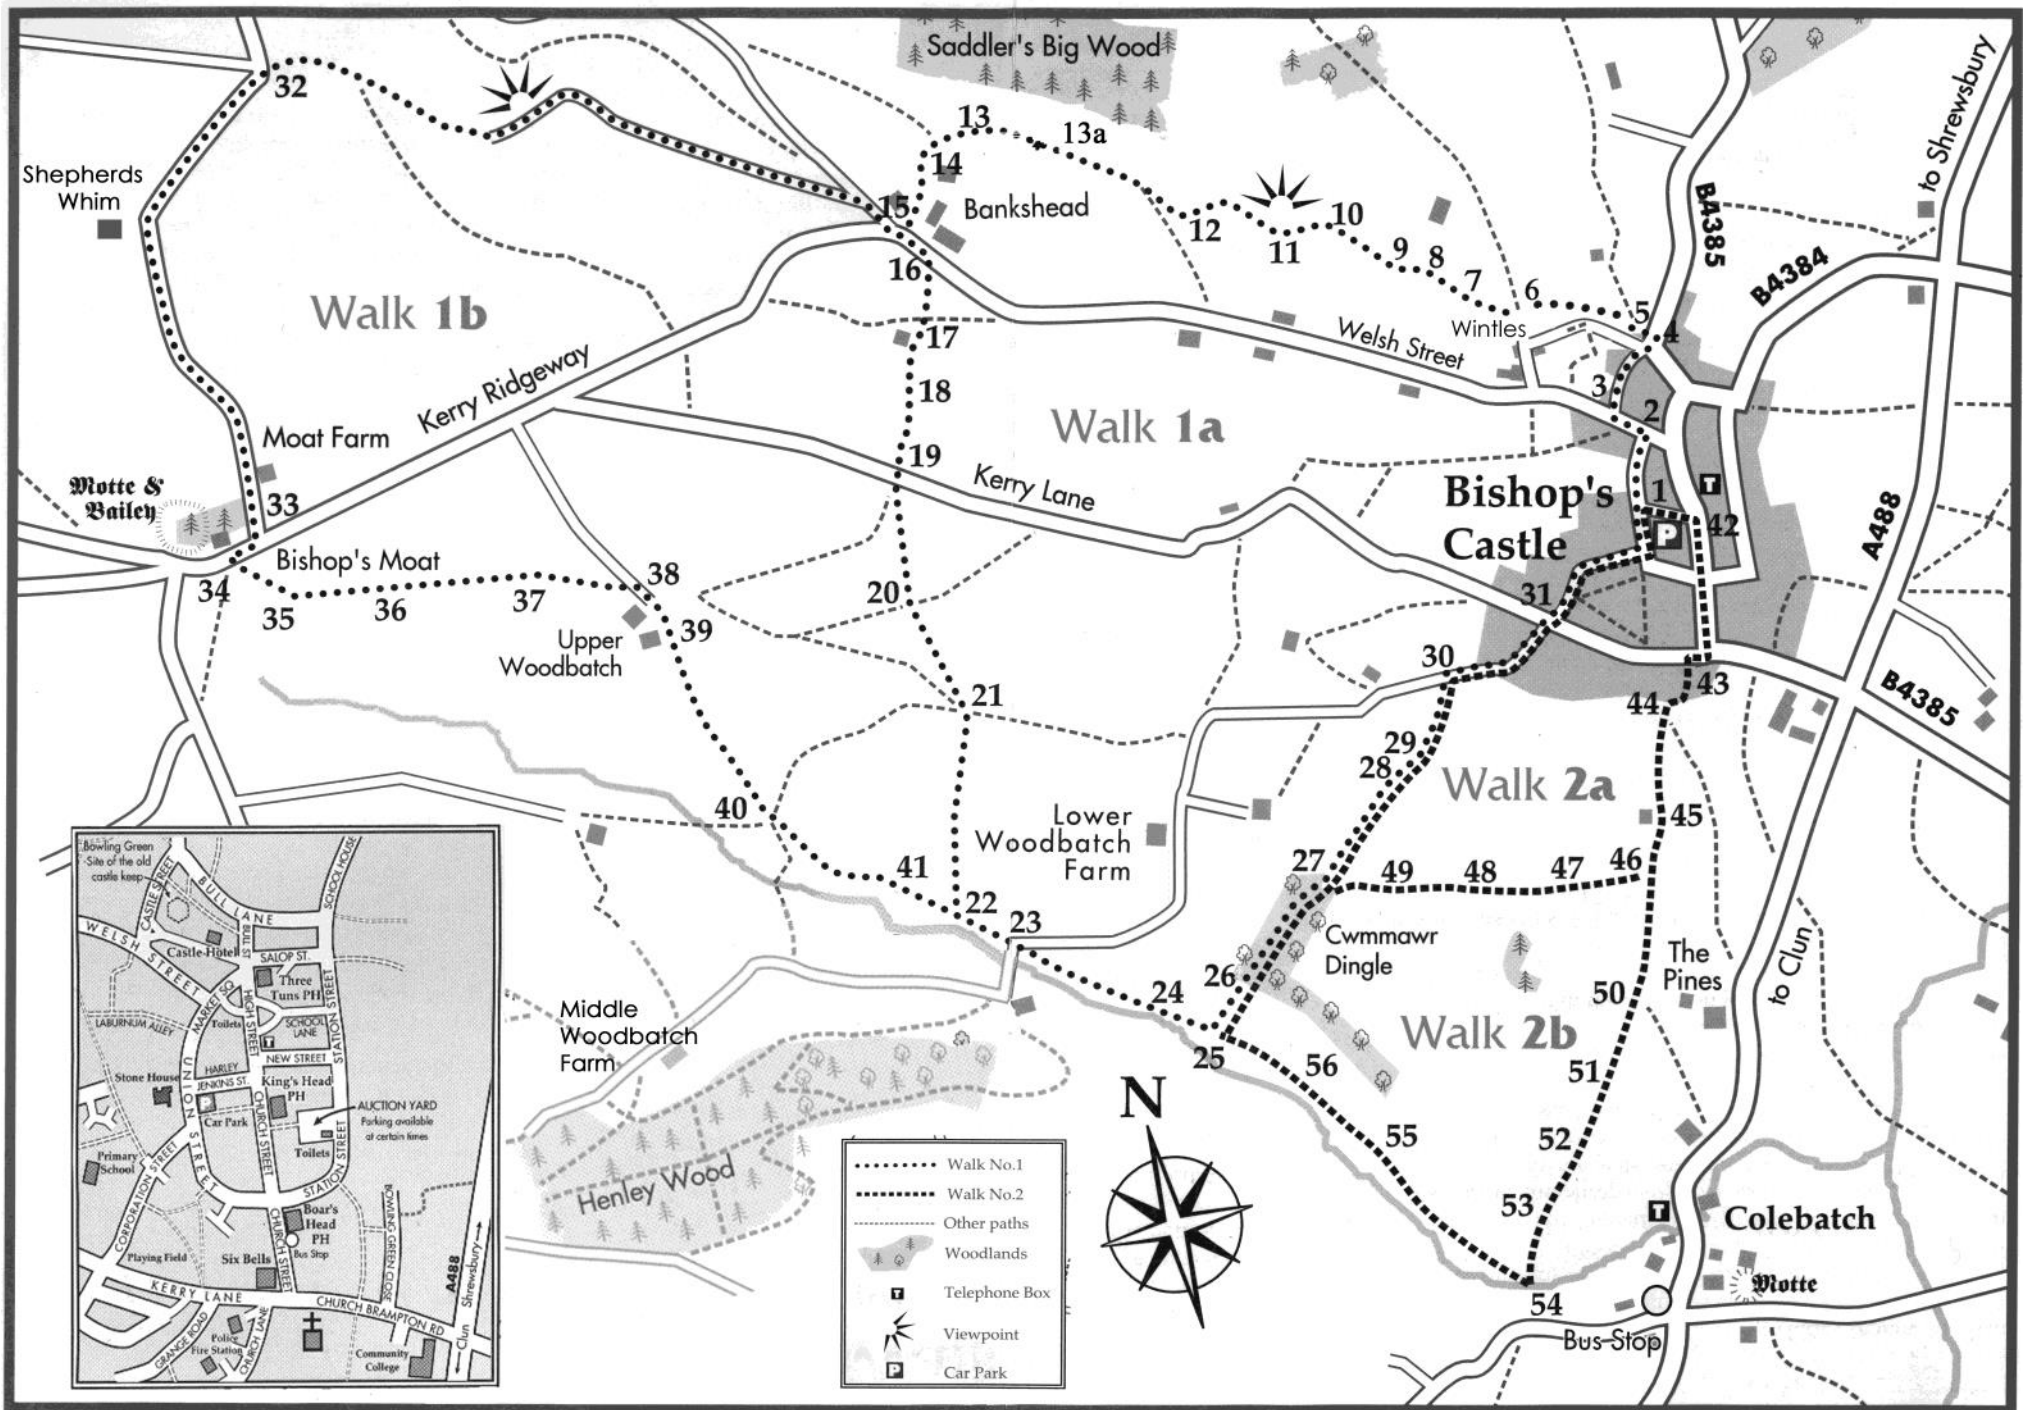 Saddler's Big Wood
to Shrewsbury
32
13
13a
14
Shepherds
Whim
15
Bankshead
12
11
10
9
8
7
6
5
4
B4385
B4384
16
17
Walk 1b
Welsh Street
Wintles
3
2
18
Kerry Ridgeway
Walk 1a
Moat Farm
19
Kerry Lane
Motte &
Bailey
33
Bishop's
Castle
1
T
P
42
A488
Bishop's Moat
34
35
36
37
38
39
20
31
Upper
Woodbatch
30
21
43
44
B4385
29
28
Walk 2a
40
Lower
Woodbatch
Farm
45
41
27
49
48
47
46
22
23
Cwmmawr
Dingle
The
Pines
to Clun
26
24
50
Middle
Woodbatch
Farm
25
56
Walk 2b
51
N
55
52
Henley Wood
53
T
Colebatch
54
Motte
Bus Stop
Walk No.1
Walk No.2
Other paths
Woodlands
T
Telephone Box
Viewpoint
P
Car Park
Bowling Green
-Site of the old
castle keep
CASTLE STREET
BULL LANE
SCHOOL HOUSE
WELSH STREET
BULL ST
Castle Hotel
SALOP ST.
Three
Tuns PH
MARKET SQ.
HIGH STREET
STATION STREET
LABURNUM ALLEY
Toilets
SCHOOL
LANE
T
NEW STREET
Stone House
UNION STREET
HARLEY
JENKINS ST.
King's Head
PH
P
Car Park
CHURCH STREET
AUCTION YARD
Parking available
at certain times
Toilets
Primary
School
CORPORATION STREET
STATION STREET
Boar's
Head
PH
Bus Stop
Playing Field
Six Bells
CHURCH STREET
BOWLING GREEN CLOSE
A488
Shrewsbury
KERRY LANE
CHURCH BRAMPTON RD
GRANGE ROAD
Police
Fire Station
CHURCH LANE
Community
College
Clun